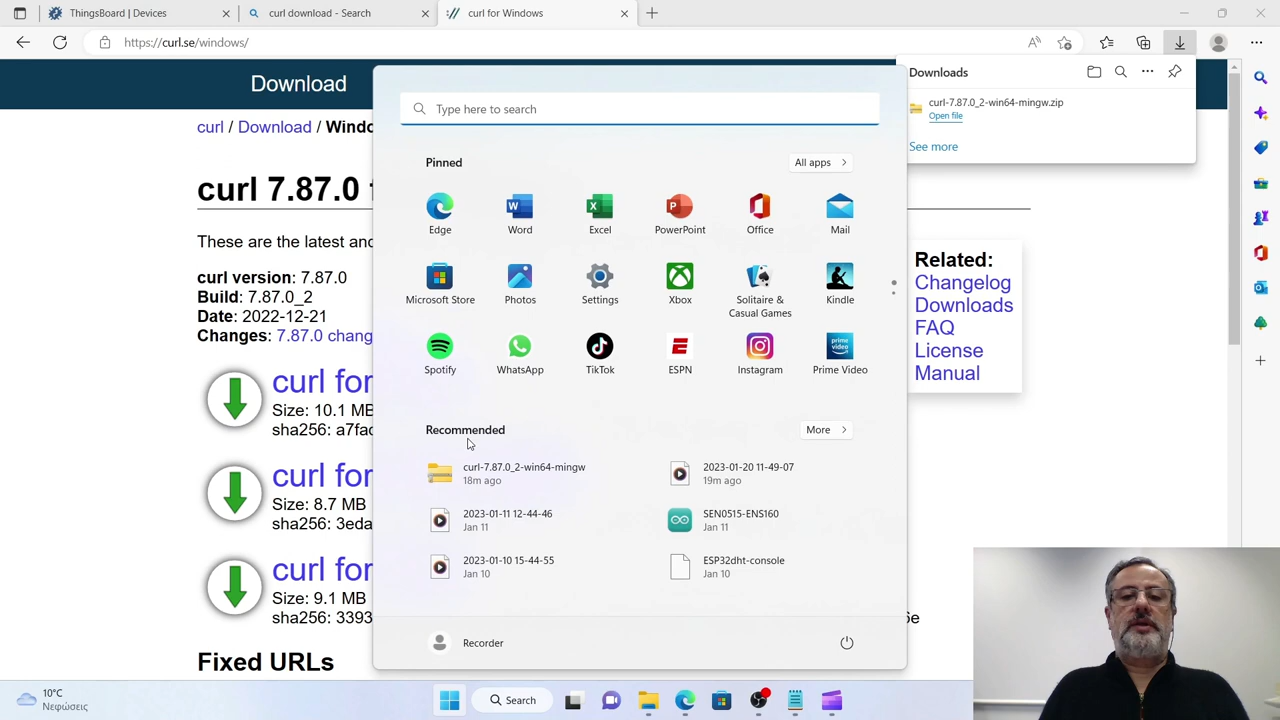 ThingsBoard | Devices
curl download - Search
curl for Windows
https://curl.se/windows/
Download
Downloads
curl-7.87.0_2-win64-mingw.zip
Open file
See more
curl / Download / Windo
curl 7.87.0 f
These are the latest and
curl version: 7.87.0
Build: 7.87.0_2
Date: 2022-12-21
Changes: 7.87.0 chang
curl for
Size: 10.1 MB
sha256: a7fac
curl for
Size: 8.7 MB
sha256: 3eda
curl for
Size: 9.1 MB
sha256: 3393
6e
Fixed URLs
Type here to search
Pinned
All apps
Edge
Word
Excel
PowerPoint
Office
Mail
Microsoft Store
Photos
Settings
Xbox
Solitaire &
Casual Games
Kindle
Spotify
WhatsApp
TikTok
ESPN
Instagram
prime video
Prime Video
Recommended
More
curl-7.87.0_2-win64-mingw
18m ago
2023-01-20 11-49-07
19m ago
2023-01-11 12-44-46
Jan 11
SEN0515-ENS160
Jan 11
2023-01-10 15-44-55
Jan 10
ESP32dht-console
Jan 10
Recorder
Related:
Changelog
Downloads
FAQ
License
Manual
10°C
Νεφώσεις
Search